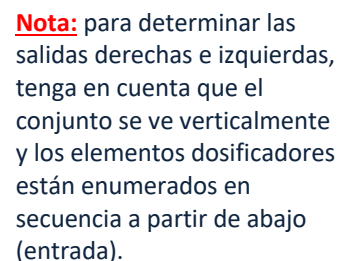 Nota: para determinar las
salidas derechas e izquierdas,
tenga en cuenta que el
conjunto se ve verticalmente
y los elementos dosificadores
están enumerados en
secuencia a partir de abajo
(entrada).